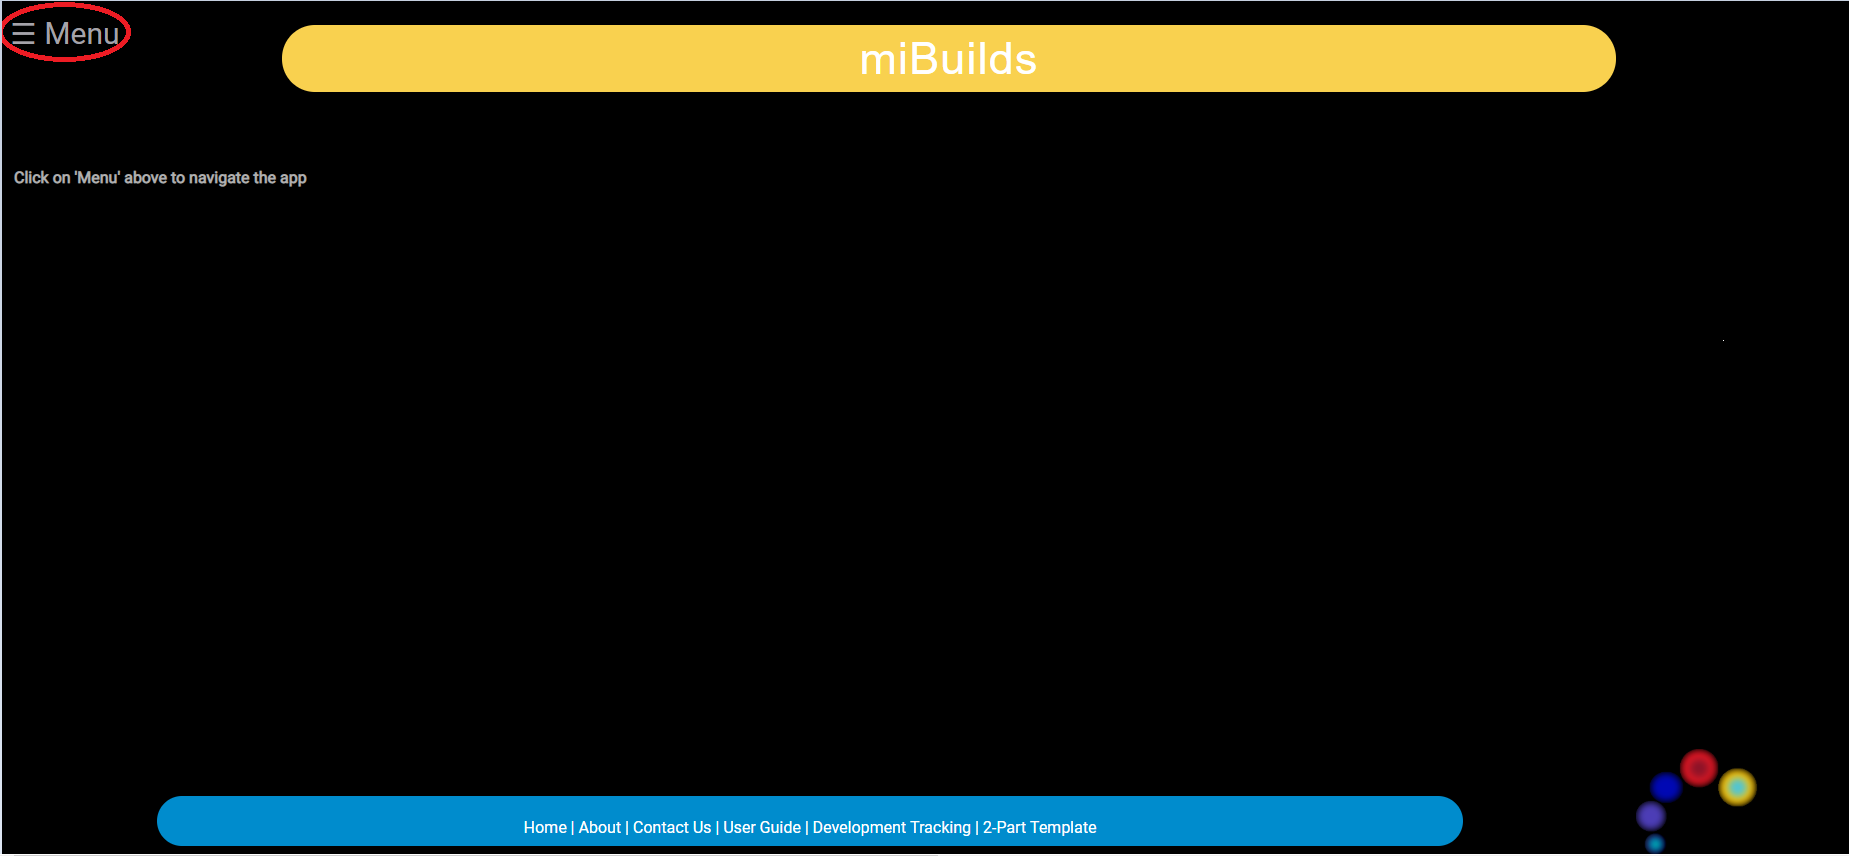 ☰ Menu
miBuilds
Click on 'Menu' above to navigate the app
Home | About | Contact Us | User Guide | Development Tracking | 2-Part Template